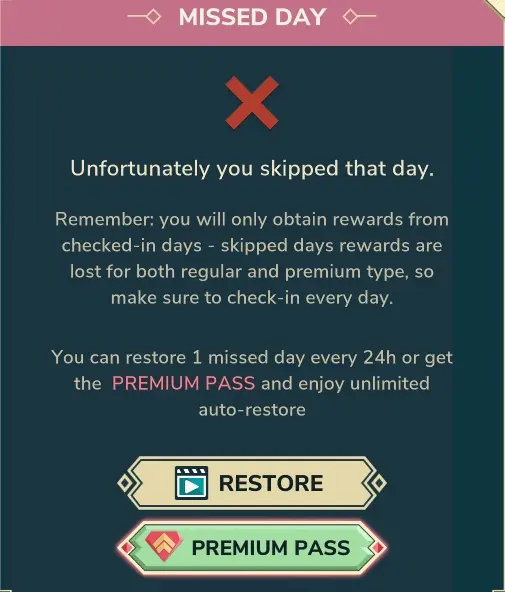 MISSED DAY
Unfortunately you skipped that day.
Remember: you will only obtain rewards from
checked-in days - skipped days rewards are
lost for both regular and premium type, so
make sure to check-in every day.
You can restore 1 missed day every 24h or get
the PREMIUM PASS and enjoy unlimited
auto-restore
RESTORE
PREMIUM PASS